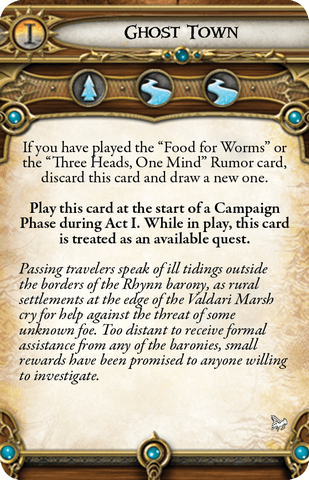 I
Ghost Town
If you have played the “Food for Worms” or
the “Three Heads, One Mind” Rumor card,
discard this card and draw a new one.
Play this card at the start of a Campaign
Phase during Act I. While in play, this card
is treated as an available quest.
Passing travelers speak of ill tidings outside
the borders of the Rhynn barony, as rural
settlements at the edge of the Valdari Marsh
cry for help against the threat of some
unknown foe. Too distant to receive formal
assistance from any of the baronies, small
rewards have been promised to anyone willing
to investigate.